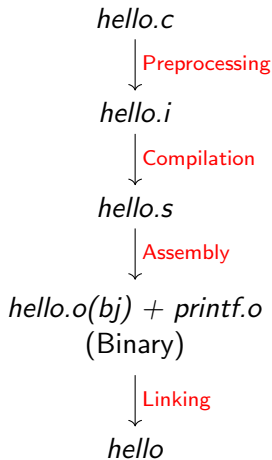 hello.c
Preprocessing
hello.i
Compilation
hello.s
Assembly
hello.o(bj) + printf.o
(Binary)
Linking
hello